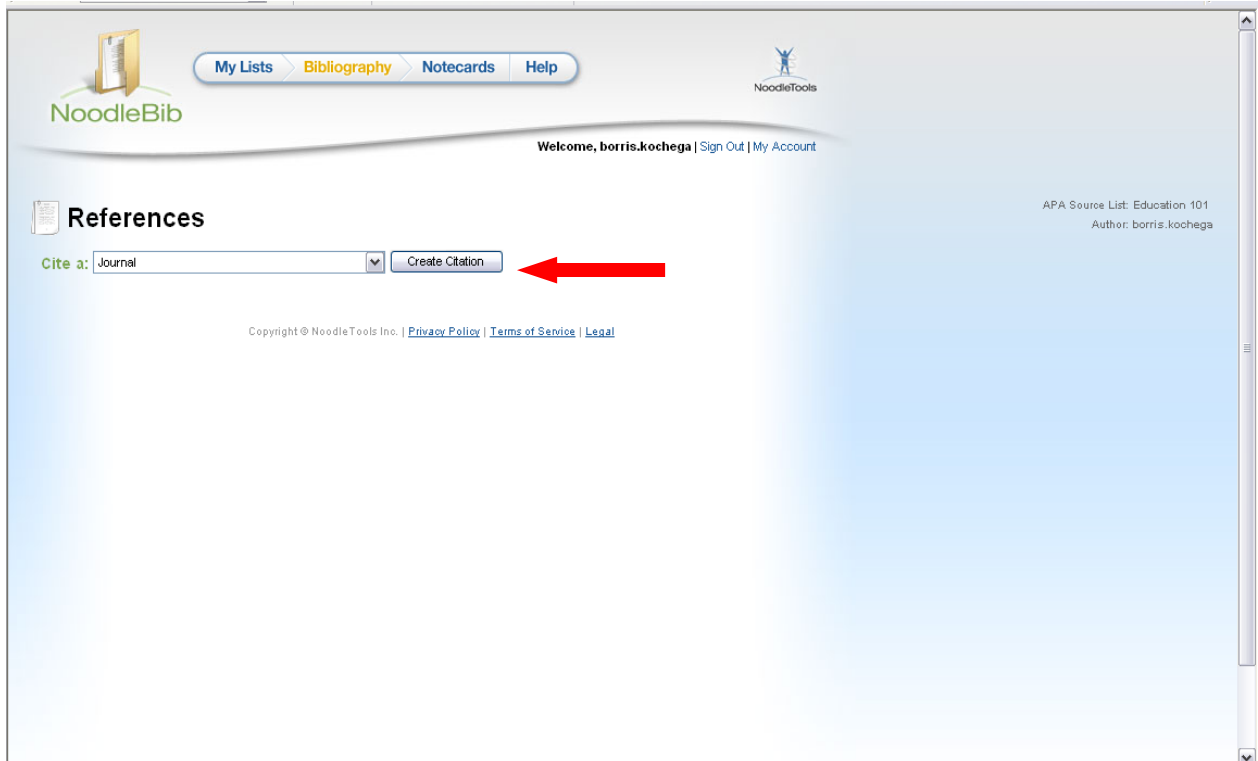 My Lists Bibliography Notecards Help
NoodleTools
NoodleBib
Welcome, borris.kochega | Sign Out | My Account
References
APA Source List: Education 101
Author: borris.kochega
Cite a: Journal Create Citation
Copyright © NoodleTools Inc. | Privacy Policy | Terms of Service | Legal